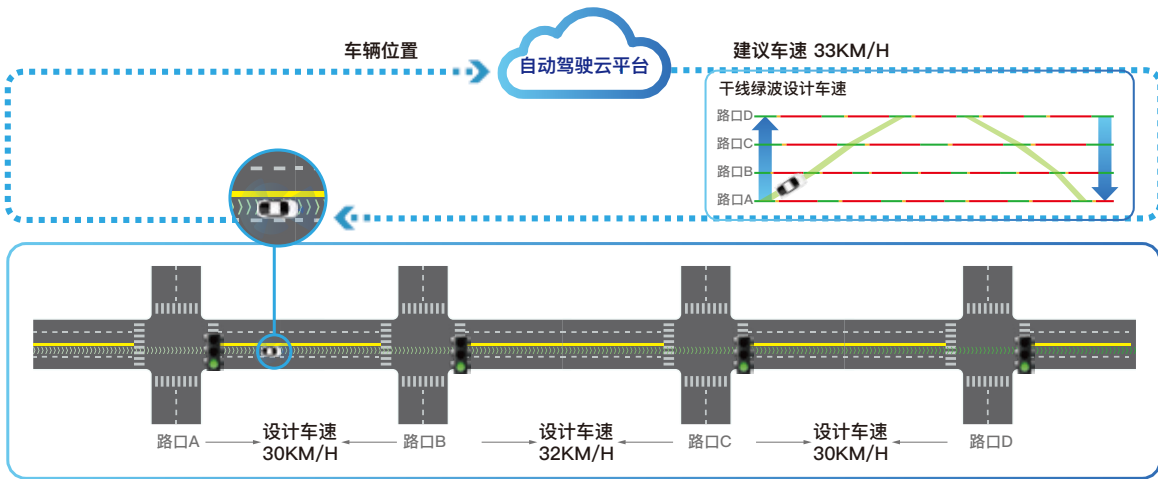 车辆位置
自动驾驶云平台
建议车速 33KM/H
干线绿波设计车速
路口D
路口C
路口B
路口A
路口A
设计车速
30KM/H
路口B
设计车速
32KM/H
路口C
设计车速
30KM/H
路口D